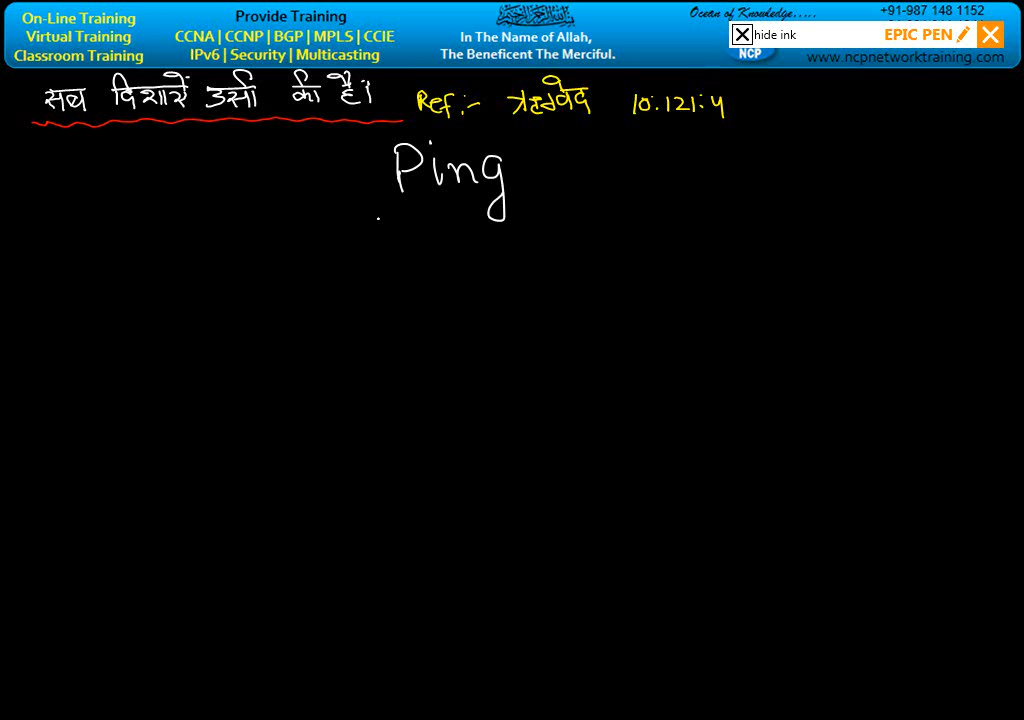 On-Line Training
Virtual Training
Classroom Training
Provide Training
CCNA | CCNP | BGP | MPLS | CCIE
IPv6 | Security | Multicasting
In The Name of Allah,
The Beneficent The Merciful.
Ocean of Knowledge.....
+91-987 148 1152
hide ink
EPIC PEN
NCP
www.ncpnetworktraining.com
सब दिशारें उसी की है।
Ref:- ऋग्वेद 10:121:4
Ping